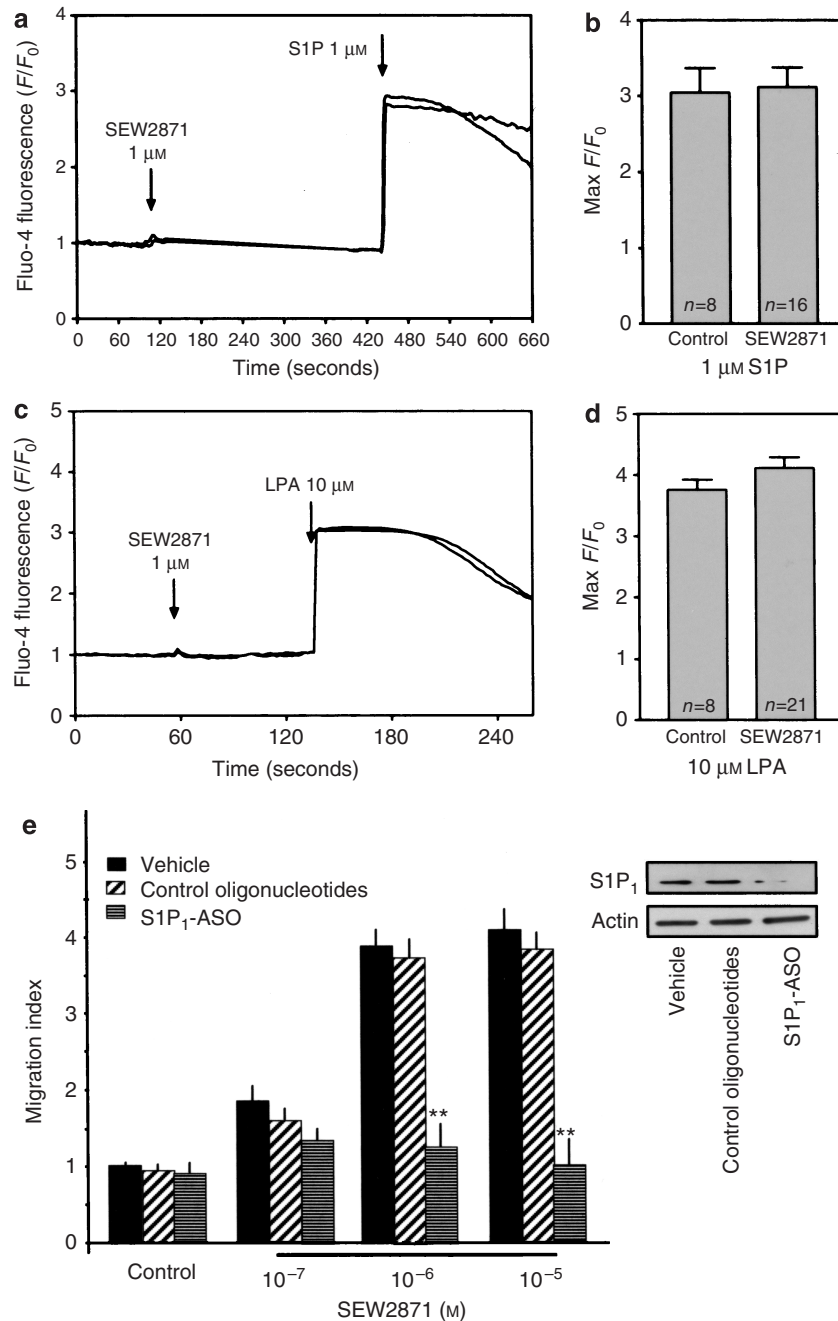 a
Fluo-4 fluorescence (F/F0)
4
3
2
1
0
SEW2871
1 µM
S1P 1 µM
0 60 120 180 240 300 360 420 480 540 600 660
Time (seconds)
b
Max F/F0
4
3
2
1
0
n=8 n=16
Control SEW2871
1 µM S1P
c
Fluo-4 fluorescence (F/F0)
5
4
3
2
1
0
SEW2871
1 µM
LPA 10 µM
0 60 120 180 240
Time (seconds)
d
Max F/F0
5
4
3
2
1
0
n=8 n=21
Control SEW2871
10 µM LPA
e
Migration index
5
4
3
2
1
0
Vehicle
Control oligonucleotides
S1P1-ASO
**
**
Control 10−7 10−6 10−5
SEW2871 (M)
S1P1
Actin
Vehicle
Control oligonucleotides
S1P1-ASO